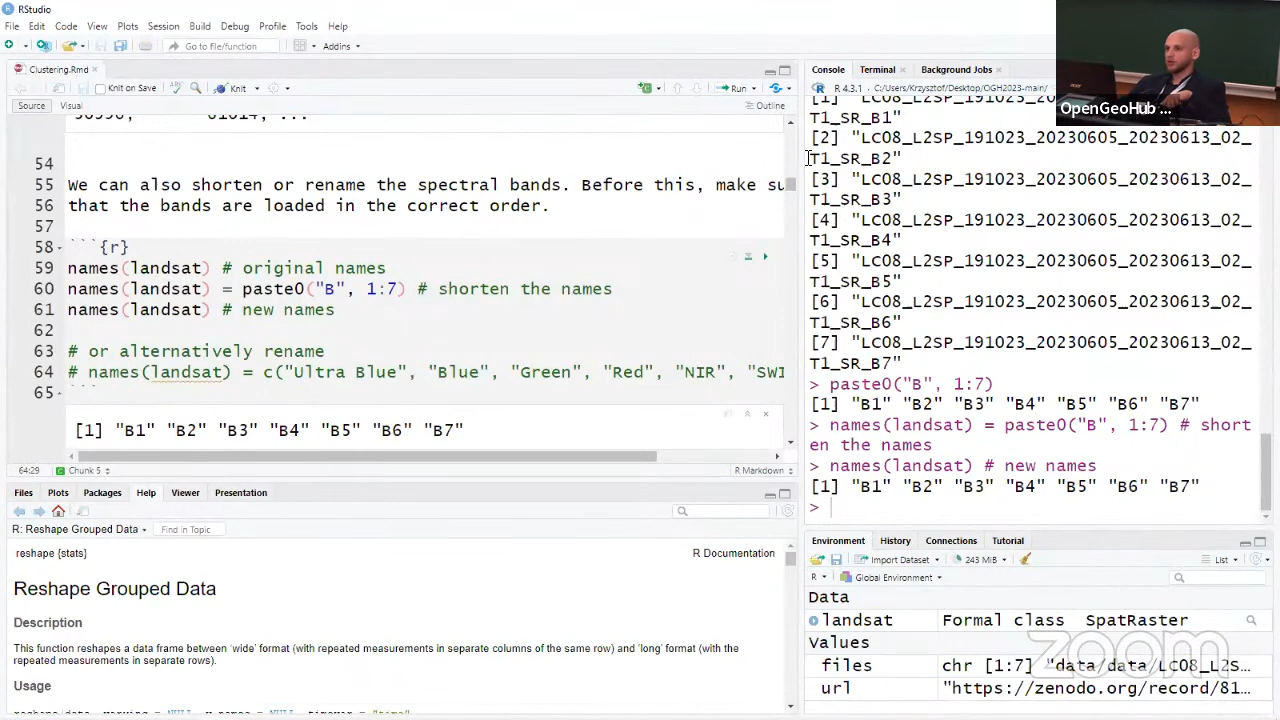 RStudio
File Edit Code View Plots Session Build Debug Profile Tools Help
Go to file/function Addins
Clustering.Rmd
Knit on Save Knit Run
Source Visual Outline
54
55 We can also shorten or rename the spectral bands. Before this, make su
56 that the bands are loaded in the correct order.
57
58 ```{r}
59 names(landsat) # original names
60 names(landsat) = paste0("B", 1:7) # shorten the names
61 names(landsat) # new names
62
63 # or alternatively rename
64 # names(landsat) = c("Ultra Blue", "Blue", "Green", "Red", "NIR", "SWI
65 ```
[1] "B1" "B2" "B3" "B4" "B5" "B6" "B7"
64:29 Chunk 5 R Markdown
Files Plots Packages Help Viewer Presentation
R: Reshape Grouped Data Find in Topic
reshape {stats} R Documentation
Reshape Grouped Data
Description
This function reshapes a data frame between 'wide' format (with repeated measurements in separate columns of the same row) and 'long' format (with the
repeated measurements in separate rows).
Usage
Console Terminal Background Jobs
R 4.3.1 · C:/Users/Krzysztof/Desktop/OGH2023-main/
T1_SR_B1"
[2] "LC08_L2SP_191023_20230605_20230613_02_
T1_SR_B2"
[3] "LC08_L2SP_191023_20230605_20230613_02_
T1_SR_B3"
[4] "LC08_L2SP_191023_20230605_20230613_02_
T1_SR_B4"
[5] "LC08_L2SP_191023_20230605_20230613_02_
T1_SR_B5"
[6] "LC08_L2SP_191023_20230605_20230613_02_
T1_SR_B6"
[7] "LC08_L2SP_191023_20230605_20230613_02_
T1_SR_B7"
> paste0("B", 1:7)
[1] "B1" "B2" "B3" "B4" "B5" "B6" "B7"
> names(landsat) = paste0("B", 1:7) # short
en the names
> names(landsat) # new names
[1] "B1" "B2" "B3" "B4" "B5" "B6" "B7"
>
OpenGeoHub ...
Environment History Connections Tutorial
Import Dataset 243 MiB List
R Global Environment
Data
landsat Formal class SpatRaster
Values
files chr [1:7] "data/data/LC08_L2S...
url "https://zenodo.org/record/81...
zoom